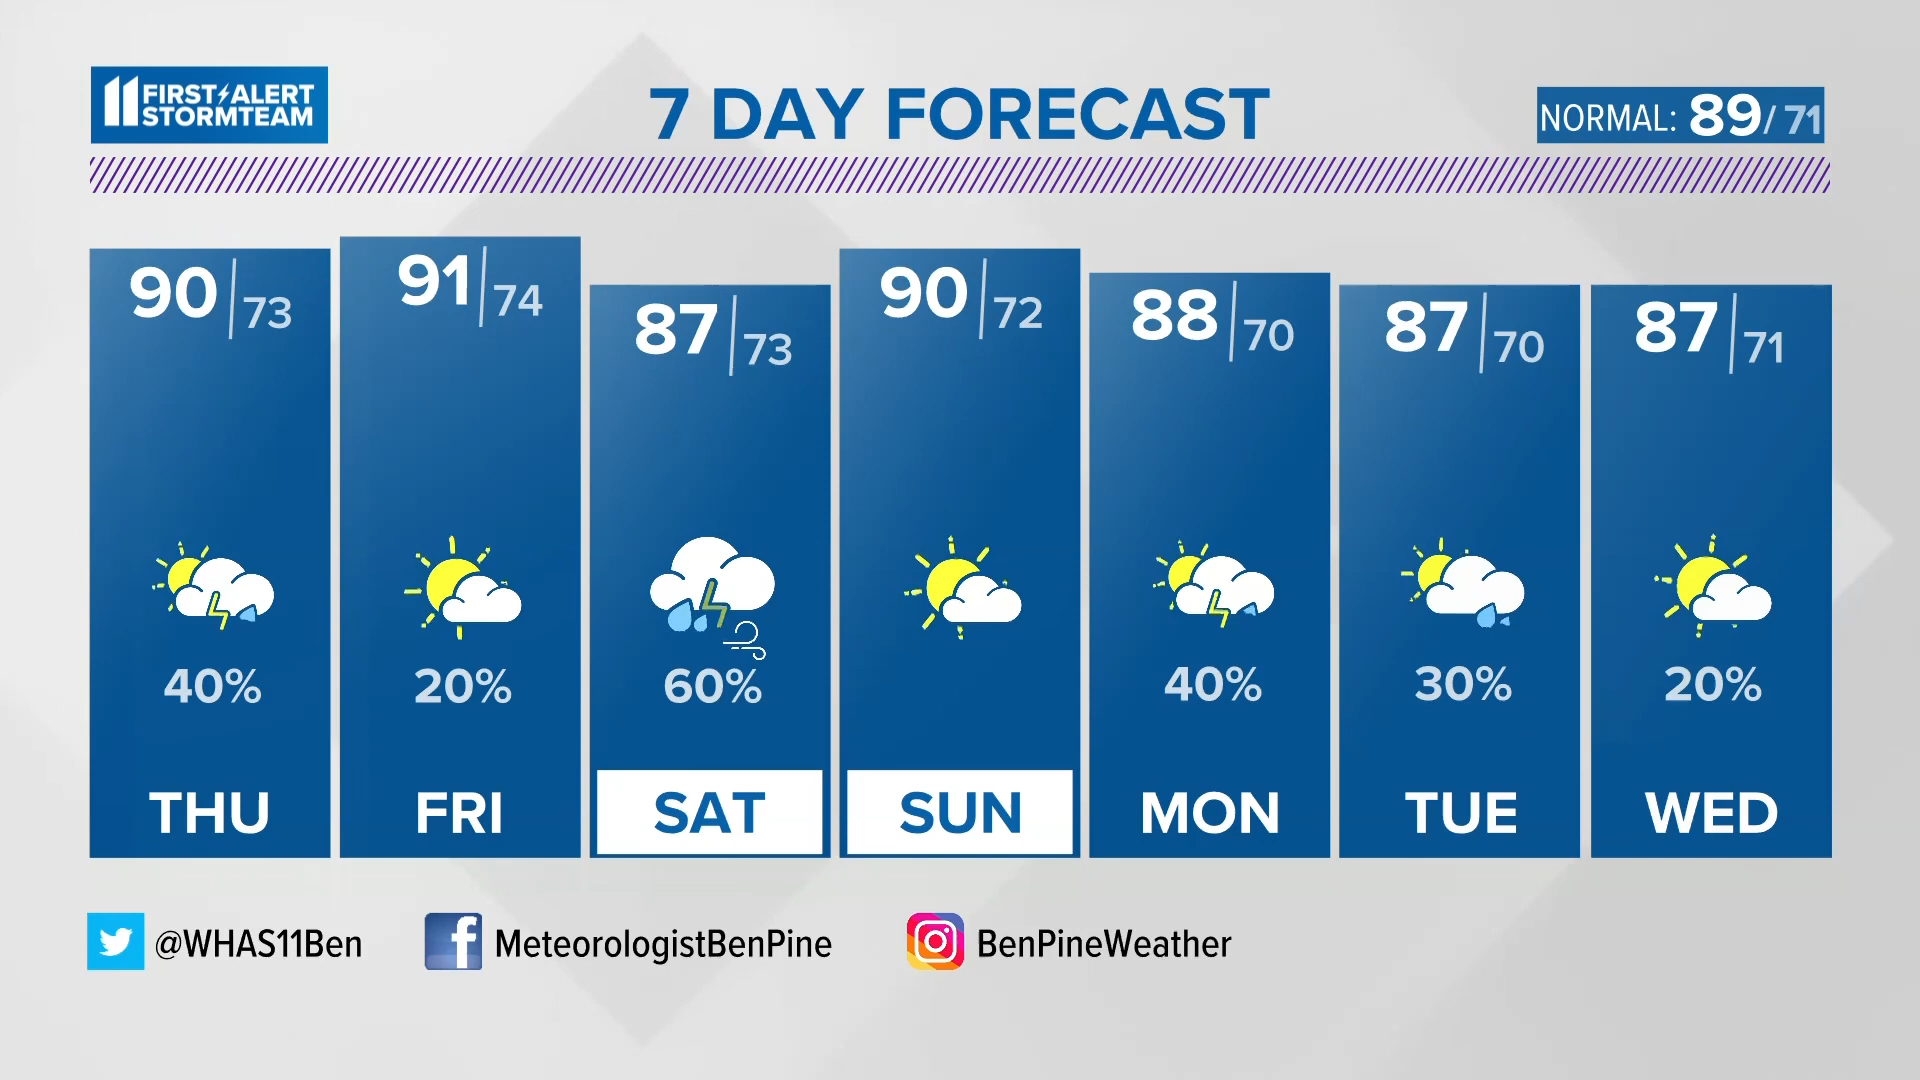 FIRST ALERT
STORMTEAM
7 DAY FORECAST
NORMAL: 89/ 71
90/73
91/74
87/73
90/72
88/70
87/70
87/71
40%
20%
60%
40%
30%
20%
THU
FRI
SAT
SUN
MON
TUE
WED
@WHAS11Ben
MeteorologistBenPine
BenPineWeather